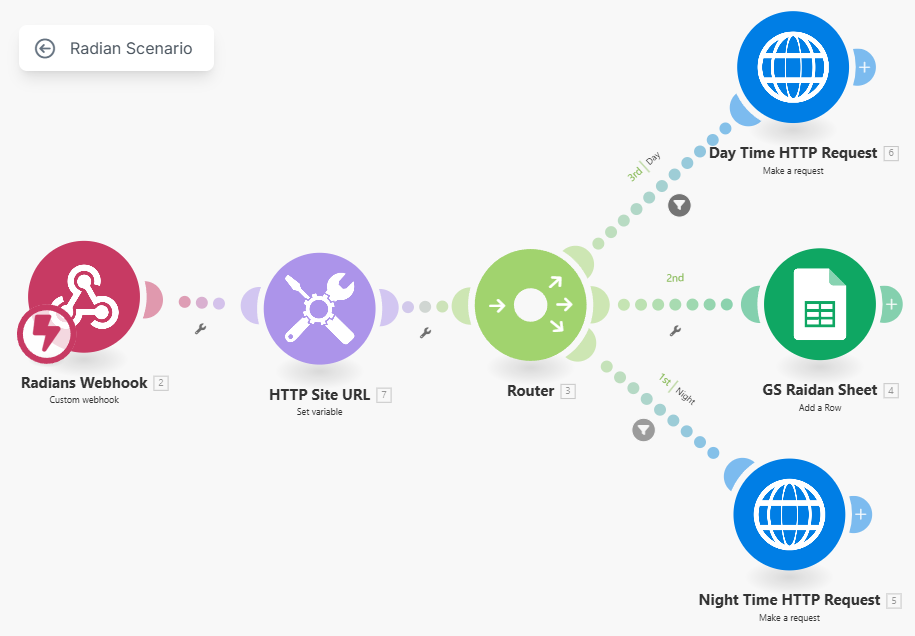 Radian Scenario
Day Time HTTP Request 6
Make a request
3rd | Day
2nd
Radians Webhook 2
Custom webhook
HTTP Site URL 7
Set variable
Router 3
GS Raidan Sheet 4
Add a Row
1st | Night
Night Time HTTP Request 5
Make a request